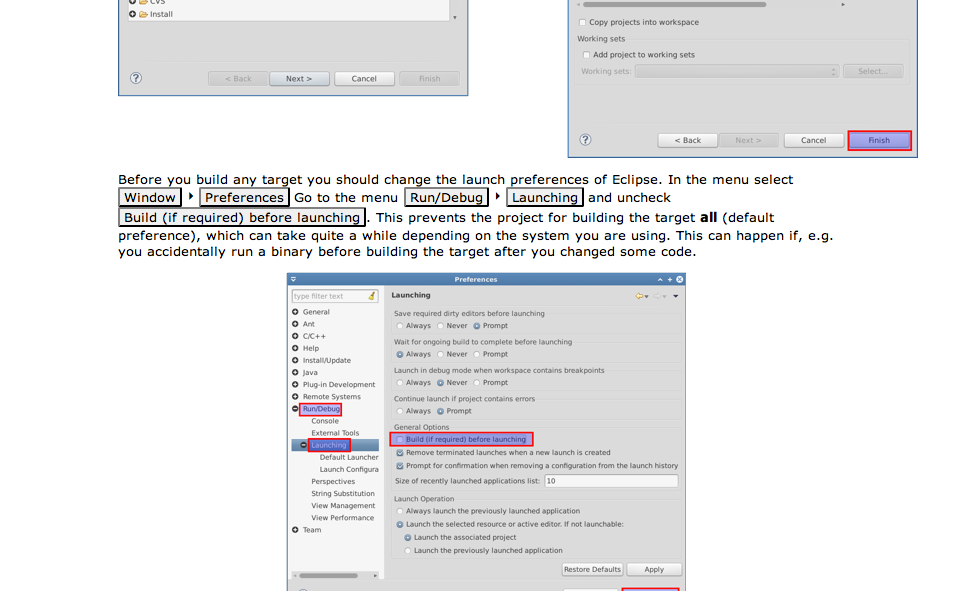 CVS
Install
? < Back Next > Cancel Finish
Copy projects into workspace
Working sets
Add project to working sets
Working sets: Select...
? < Back Next > Cancel Finish
Before you build any target you should change the launch preferences of Eclipse. In the menu select
Window Preferences Go to the menu Run/Debug Launching and uncheck
Build (if required) before launching. This prevents the project for building the target all (default
preference), which can take quite a while depending on the system you are using. This can happen if, e.g.
you accidentally run a binary before building the target after you changed some code.
Preferences
type filter text
General
Ant
C/C++
Help
Install/Update
Java
Plug-in Development
Remote Systems
Run/Debug
Console
External Tools
Launching
Default Launcher
Launch Configura
Perspectives
String Substitution
View Management
View Performance
Team
Launching
Save required dirty editors before launching
Always Never Prompt
Wait for ongoing build to complete before launching
Always Never Prompt
Launch in debug mode when workspace contains breakpoints
Always Never Prompt
Continue launch if project contains errors
Always Prompt
General Options
Build (if required) before launching
Remove terminated launches when a new launch is created
Prompt for confirmation when removing a configuration from the launch history
Size of recently launched applications list: 10
Launch Operation
Always launch the previously launched application
Launch the selected resource or active editor. If not launchable:
Launch the associated project
Launch the previously launched application
Restore Defaults Apply